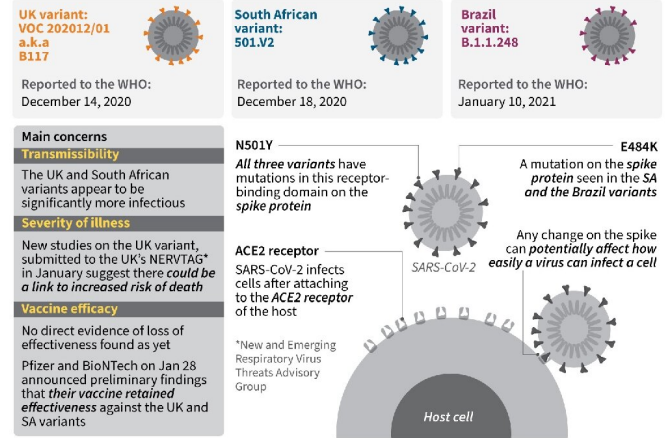 UK variant:
VOC 202012/01
a.k.a
B117
Reported to the WHO:
December 14, 2020
South African
variant:
501.V2
Reported to the WHO:
December 18, 2020
Brazil
variant:
B.1.1.248
Reported to the WHO:
January 10, 2021
Main concerns
Transmissibility
The UK and South African
variants appear to be
significantly more infectious
Severity of illness
New studies on the UK variant,
submitted to the UK's NERVTAG*
in January suggest there could be
a link to increased risk of death
Vaccine efficacy
No direct evidence of loss of
effectiveness found as yet
Pfizer and BioNTech on Jan 28
announced preliminary findings
that their vaccine retained
effectiveness against the UK and
SA variants
N501Y
All three variants have
mutations in this receptor-
binding domain on the
spike protein
E484K
A mutation on the spike
protein seen in the SA
and the Brazil variants
Any change on the spike
can potentially affect how
easily a virus can infect a cell
SARS-CoV-2
ACE2 receptor
SARS-CoV-2 infects
cells after attaching
to the ACE2 receptor
of the host
*New and Emerging
Respiratory Virus
Threats Advisory
Group
Host cell